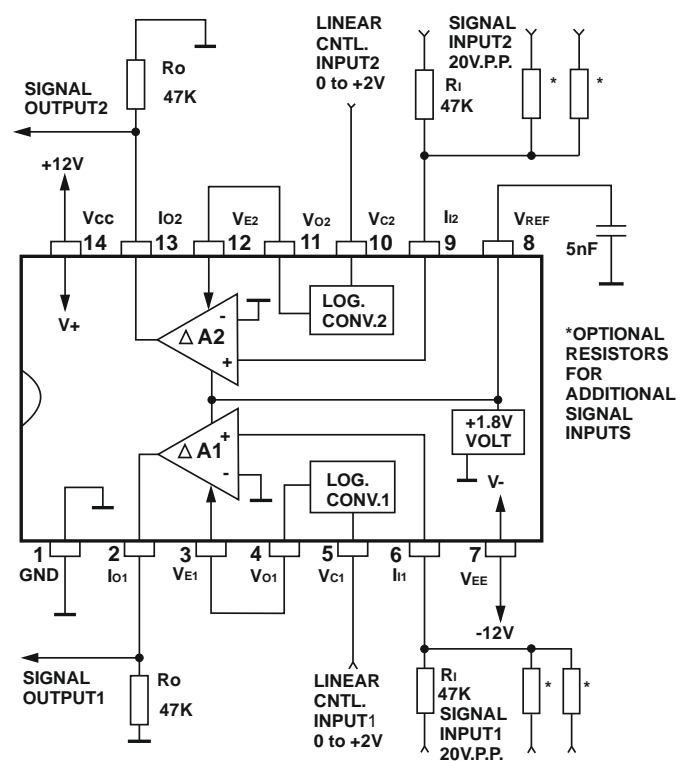 LINEAR
CNTL.
INPUT2
0 to +2V
SIGNAL
INPUT2
20V.P.P.
Ro
47K
RI
47K
*
*
SIGNAL
OUTPUT2
+12V
Vcc
IO2
VE2
VO2
VC2
II2
VREF
14
13
12
11
10
9
8
5nF
V+
Δ A2
-
+
LOG.
CONV.2
*OPTIONAL
RESISTORS
FOR
ADDITIONAL
SIGNAL
INPUTS
Δ A1
+
-
+1.8V
VOLT
LOG.
CONV.1
V-
1
2
3
4
5
6
7
GND
IO1
VE1
VO1
VC1
II1
VEE
-12V
SIGNAL
OUTPUT1
Ro
47K
LINEAR
CNTL.
INPUT1
0 to +2V
RI
47K
SIGNAL
INPUT1
20V.P.P.
*
*